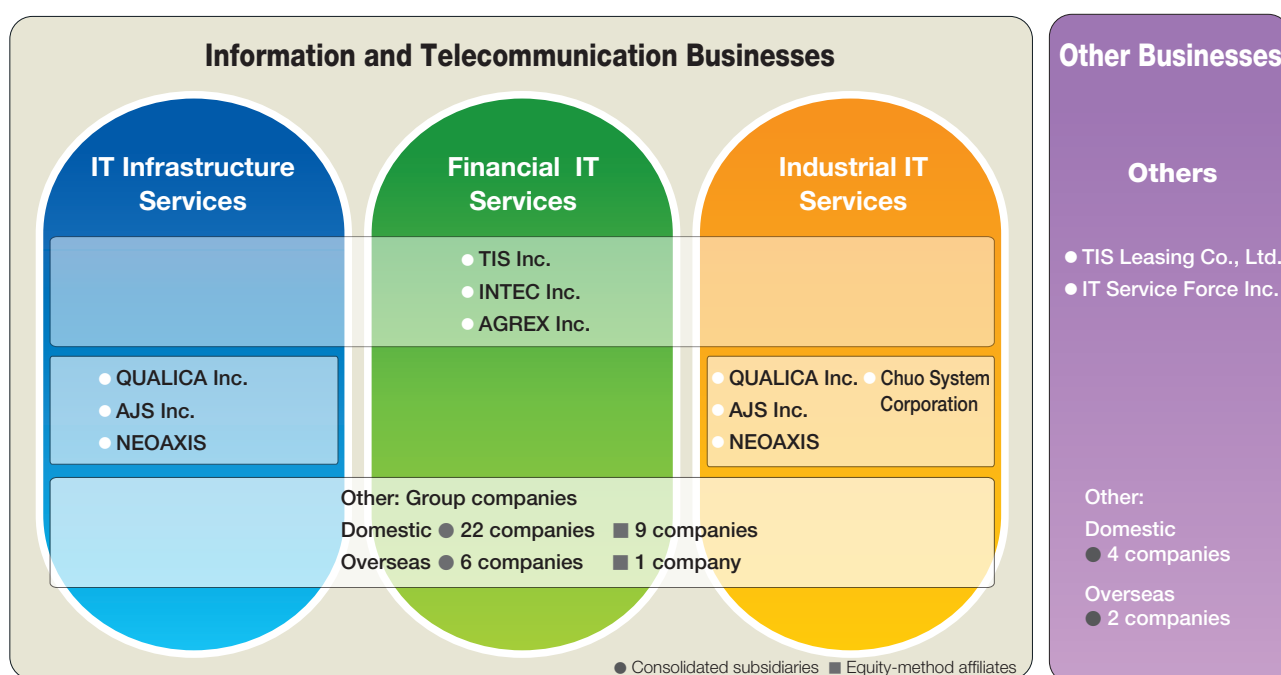 Information and Telecommunication Businesses
IT Infrastructure
Services
Financial IT
Services
Industrial IT
Services
● TIS Inc.
● INTEC Inc.
● AGREX Inc.
● QUALICA Inc.
● AJS Inc.
● NEOAXIS
● QUALICA Inc.
● AJS Inc.
● NEOAXIS
● Chuo System
Corporation
Other: Group companies
Domestic ● 22 companies ■ 9 companies
Overseas ● 6 companies ■ 1 company
● Consolidated subsidiaries ■ Equity-method affiliates
Other Businesses
Others
● TIS Leasing Co., Ltd.
● IT Service Force Inc.
Other:
Domestic
● 4 companies
Overseas
● 2 companies